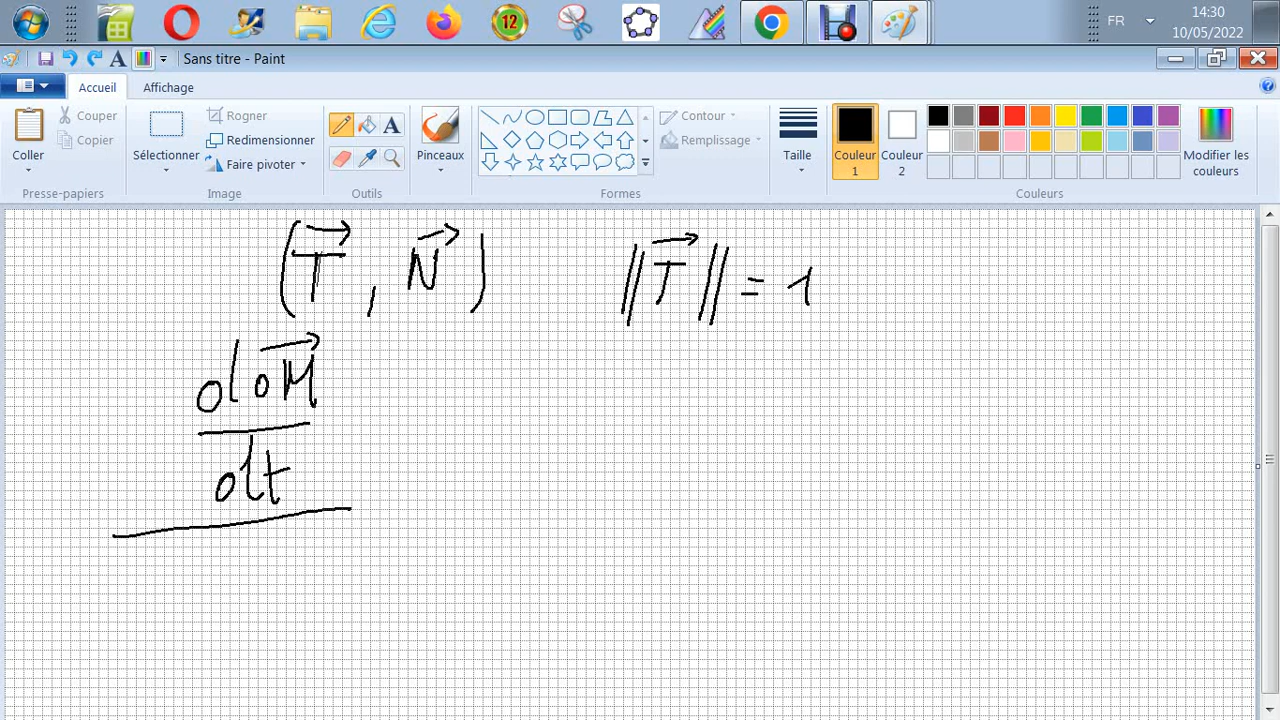 12
FR
14:30
10/05/2022
Sans titre - Paint
Accueil
Affichage
Coller
Couper
Copier
Presse-papiers
Sélectionner
Rogner
Redimensionner
Faire pivoter
Image
A
Outils
Pinceaux
Contour
Remplissage
Formes
Taille
Couleur 1
Couleur 2
Modifier les couleurs
Couleurs
(T⃗, N⃗) ||T⃗|| = 1
dOM⃗
dt